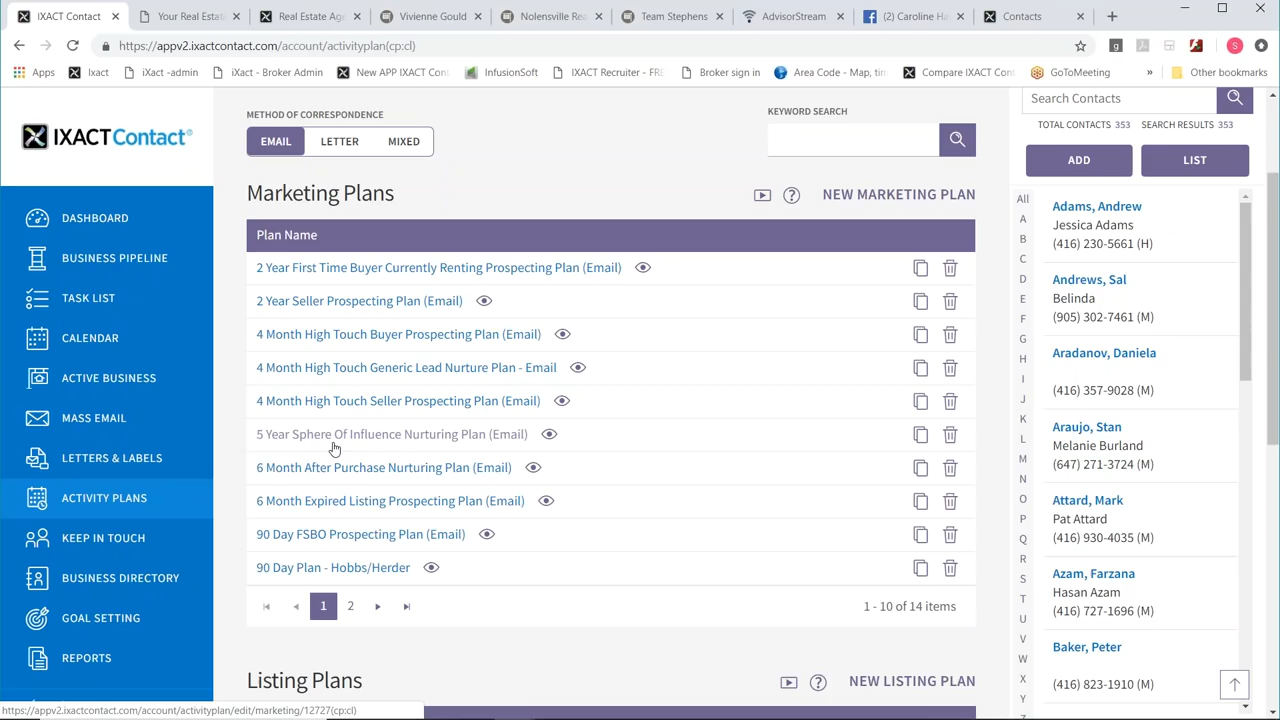 IXACT Contact
Your Real Estat
Real Estate Age
Vivienne Gould
Nolensville Rea
Team Stephens
AdvisorStream
(2) Caroline Ha
Contacts
https://appv2.ixactcontact.com/account/activityplan(cp:cl)
S
Apps
Ixact
iXact -admin
iXact - Broker Admin
New APP IXACT Cont
InfusionSoft
IXACT Recruiter - FRE
Broker sign in
Area Code - Map, tim
Compare IXACT Cont
GoToMeeting
»
Other bookmarks
IXACTContact®
DASHBOARD
BUSINESS PIPELINE
TASK LIST
CALENDAR
ACTIVE BUSINESS
MASS EMAIL
LETTERS & LABELS
ACTIVITY PLANS
KEEP IN TOUCH
BUSINESS DIRECTORY
GOAL SETTING
REPORTS
METHOD OF CORRESPONDENCE
EMAIL LETTER MIXED
KEYWORD SEARCH
Marketing Plans
NEW MARKETING PLAN
Plan Name
2 Year First Time Buyer Currently Renting Prospecting Plan (Email)
2 Year Seller Prospecting Plan (Email)
4 Month High Touch Buyer Prospecting Plan (Email)
4 Month High Touch Generic Lead Nurture Plan - Email
4 Month High Touch Seller Prospecting Plan (Email)
5 Year Sphere Of Influence Nurturing Plan (Email)
6 Month After Purchase Nurturing Plan (Email)
6 Month Expired Listing Prospecting Plan (Email)
90 Day FSBO Prospecting Plan (Email)
90 Day Plan - Hobbs/Herder
1 2
1 - 10 of 14 items
Listing Plans
NEW LISTING PLAN
Search Contacts
TOTAL CONTACTS 353 SEARCH RESULTS 353
ADD
LIST
All
A
B
C
D
E
F
G
H
I
J
K
L
M
N
O
P
Q
R
S
T
U
V
W
X
Y
Adams, Andrew
Jessica Adams
(416) 230-5661 (H)
Andrews, Sal
Belinda
(905) 302-7461 (M)
Aradanov, Daniela
(416) 357-9028 (M)
Araujo, Stan
Melanie Burland
(647) 271-3724 (M)
Attard, Mark
Pat Attard
(416) 930-4035 (M)
Azam, Farzana
Hasan Azam
(416) 727-1696 (M)
Baker, Peter
(416) 823-1910 (M)
https://appv2.ixactcontact.com/account/activityplan/edit/marketing/12727(cp:cl)